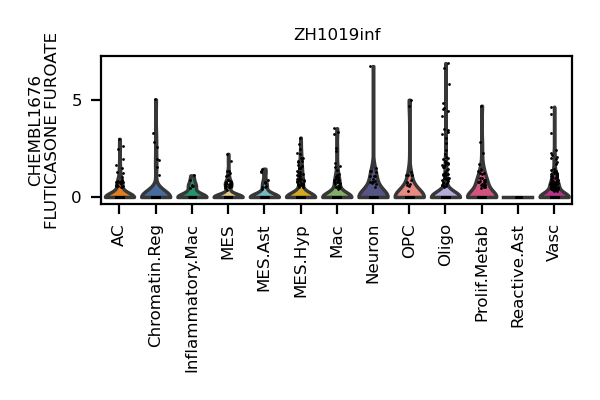 ZH1019inf
CHEMBL1676
FLUTICASONE FUROATE
5
0
AC
Chromatin.Reg
Inflammatory.Mac
MES
MES.Ast
MES.Hyp
Mac
Neuron
OPC
Oligo
Prolif.Metab
Reactive.Ast
Vasc